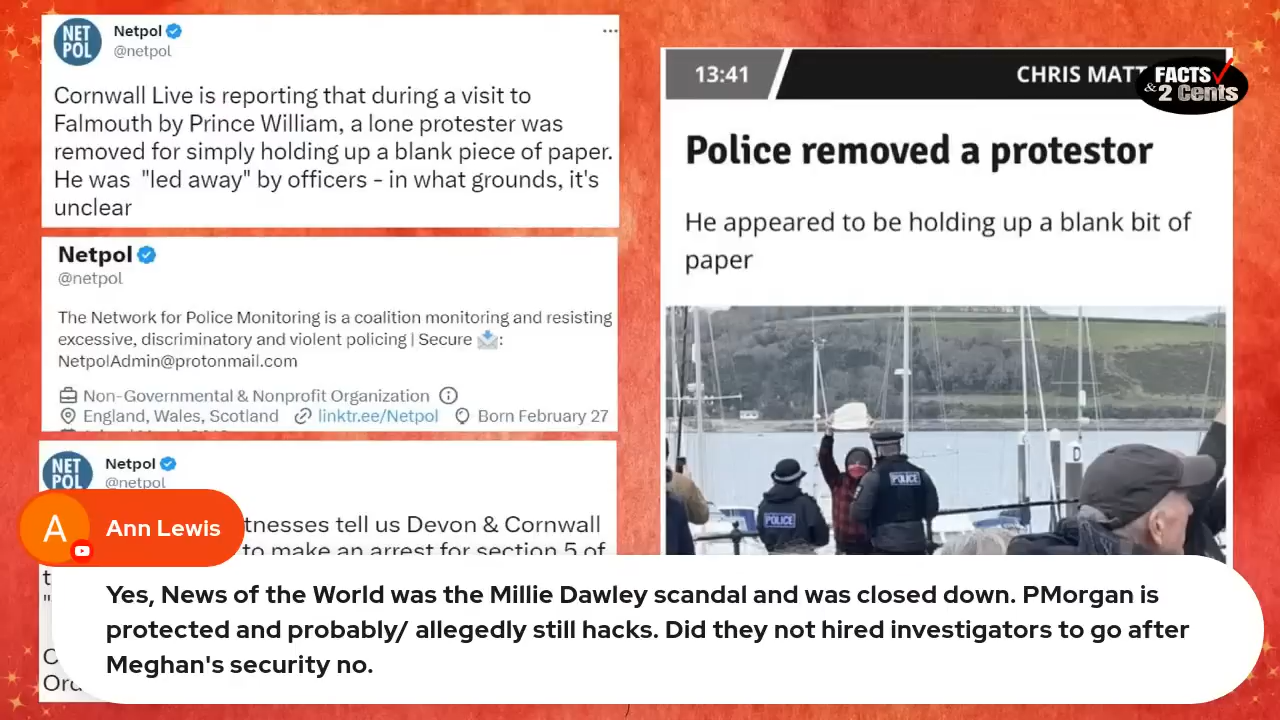 NET
POL
Netpol
@netpol
Cornwall Live is reporting that during a visit to
Falmouth by Prince William, a lone protester was
removed for simply holding up a blank piece of paper.
He was "led away" by officers - in what grounds, it's
unclear
Netpol
@netpol
The Network for Police Monitoring is a coalition monitoring and resisting
excessive, discriminatory and violent policing | Secure 📩:
NetpolAdmin@protonmail.com
Non-Governmental & Nonprofit Organization
England, Wales, Scotland linktr.ee/Netpol Born February 27
NET
POL
Netpol
@netpol
tnesses tell us Devon & Cornwall
to make an arrest for section 5 of
A
Ann Lewis
Yes, News of the World was the Millie Dawley scandal and was closed down. PMorgan is
protected and probably/ allegedly still hacks. Did they not hired investigators to go after
Meghan's security no.
13:41
CHRIS MATT
FACTS
& 2 Cents
Police removed a protestor
He appeared to be holding up a blank bit of
paper
POLICE
POLICE
D